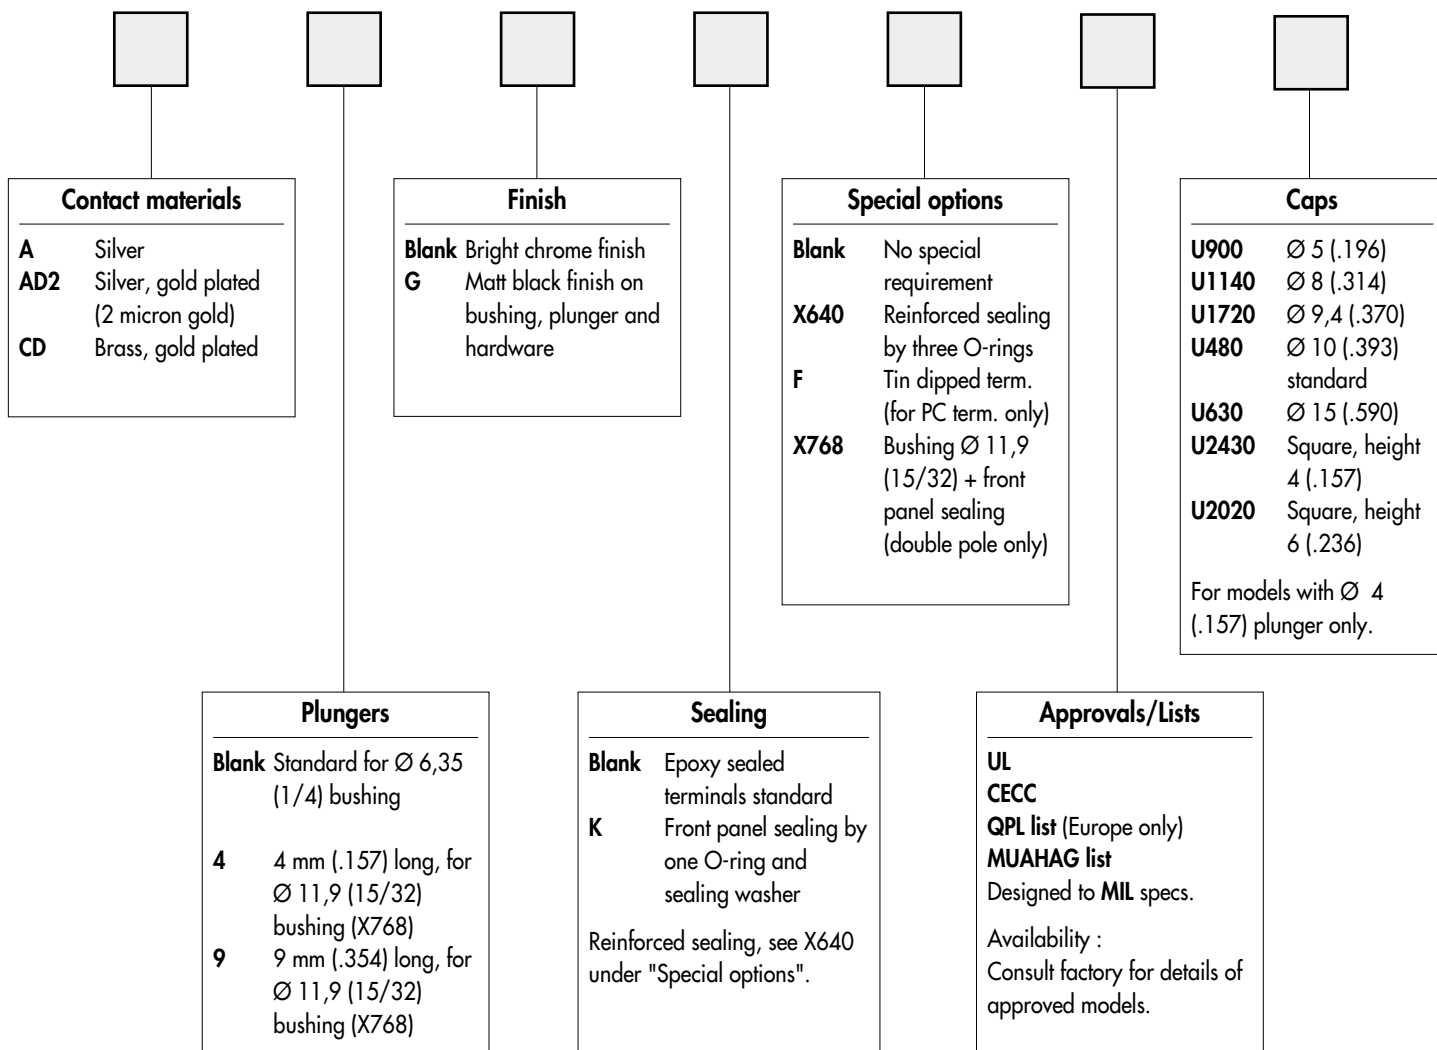 Contact materials
A Silver
AD2 Silver, gold plated
(2 micron gold)
CD Brass, gold plated
Finish
Blank Bright chrome finish
G Matt black finish on
bushing, plunger and
hardware
Special options
Blank No special
requirement
X640 Reinforced sealing
by three O-rings
F Tin dipped term.
(for PC term. only)
X768 Bushing Ø 11,9
(15/32) + front
panel sealing
(double pole only)
Caps
U900 Ø 5 (.196)
U1140 Ø 8 (.314)
U1720 Ø 9,4 (.370)
U480 Ø 10 (.393)
standard
U630 Ø 15 (.590)
U2430 Square, height
4 (.157)
U2020 Square, height
6 (.236)
For models with Ø 4
(.157) plunger only.
Plungers
Blank Standard for Ø 6,35
(1/4) bushing
4 4 mm (.157) long, for
Ø 11,9 (15/32)
bushing (X768)
9 9 mm (.354) long, for
Ø 11,9 (15/32)
bushing (X768)
Sealing
Blank Epoxy sealed
terminals standard
K Front panel sealing by
one O-ring and
sealing washer
Reinforced sealing, see X640
under "Special options".
Approvals/Lists
UL
CECC
QPL list (Europe only)
MUAHAG list
Designed to MIL specs.
Availability :
Consult factory for details of
approved models.